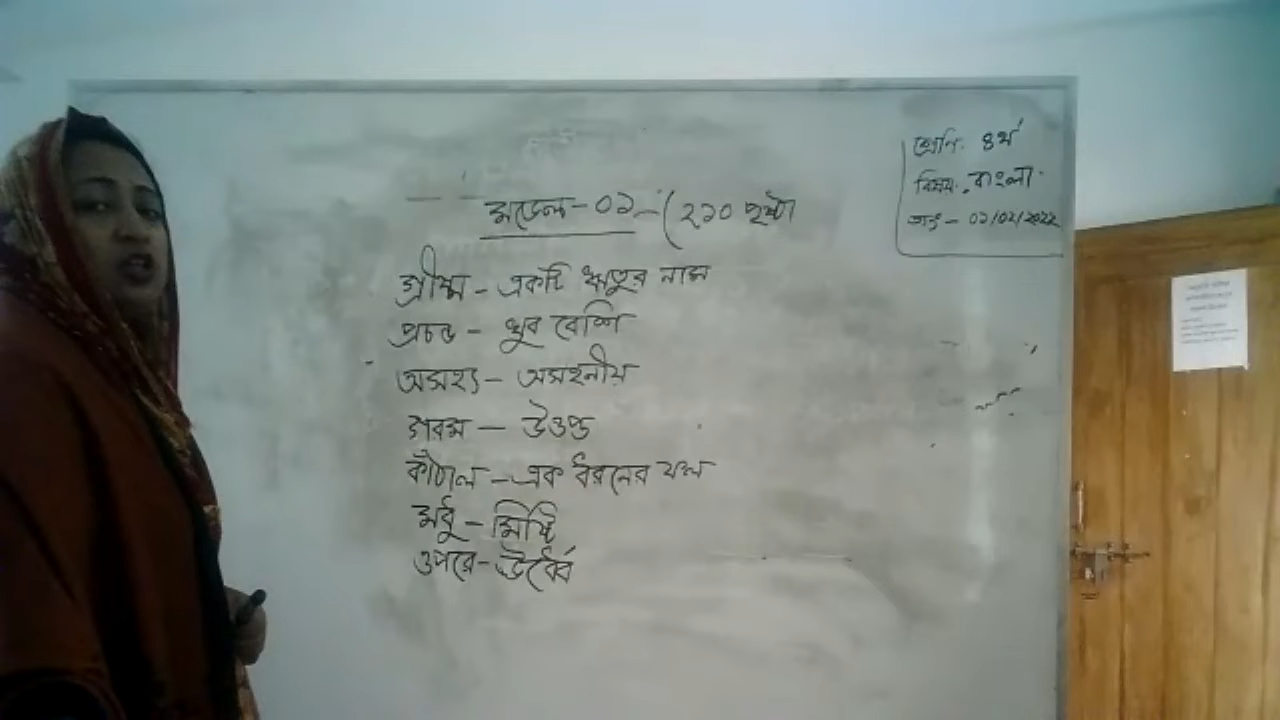 শ্রেণি: ৪র্থ
বিষয়: বাংলা
তাং - ০১/০২/২০২২
মডেল - ০১ - (২১০ পৃষ্ঠা
গ্রীষ্ম - একটি ঋতুর নাম
প্রচন্ড - খুব বেশি
অসহ্য - অসহনীয়
গরম - উত্তপ্ত
কাঁঠাল - এক ধরনের ফল
মধু - মিষ্টি
ওপরে - ঊর্ধ্বে